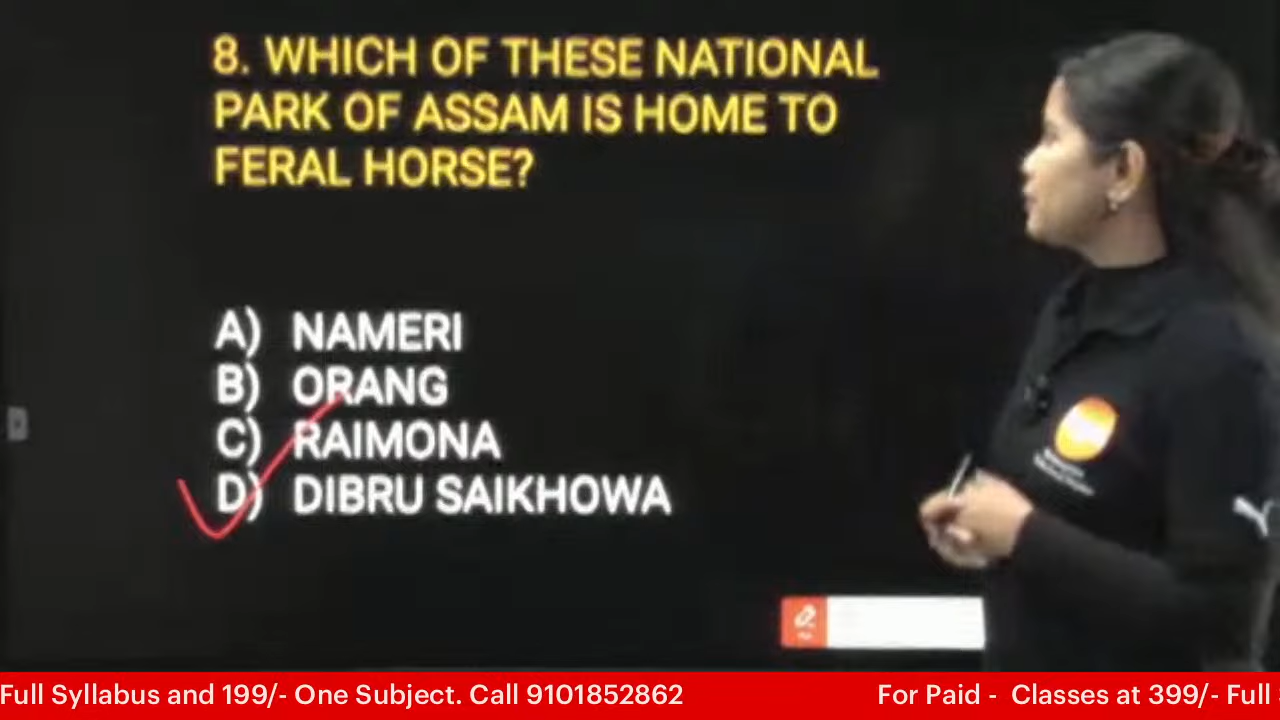 8. WHICH OF THESE NATIONAL
PARK OF ASSAM IS HOME TO
FERAL HORSE?
A) NAMERI
B) ORANG
C) RAIMONA
D) DIBRU SAIKHOWA
Full Syllabus and 199/- One Subject. Call 9101852862 For Paid - Classes at 399/- Full